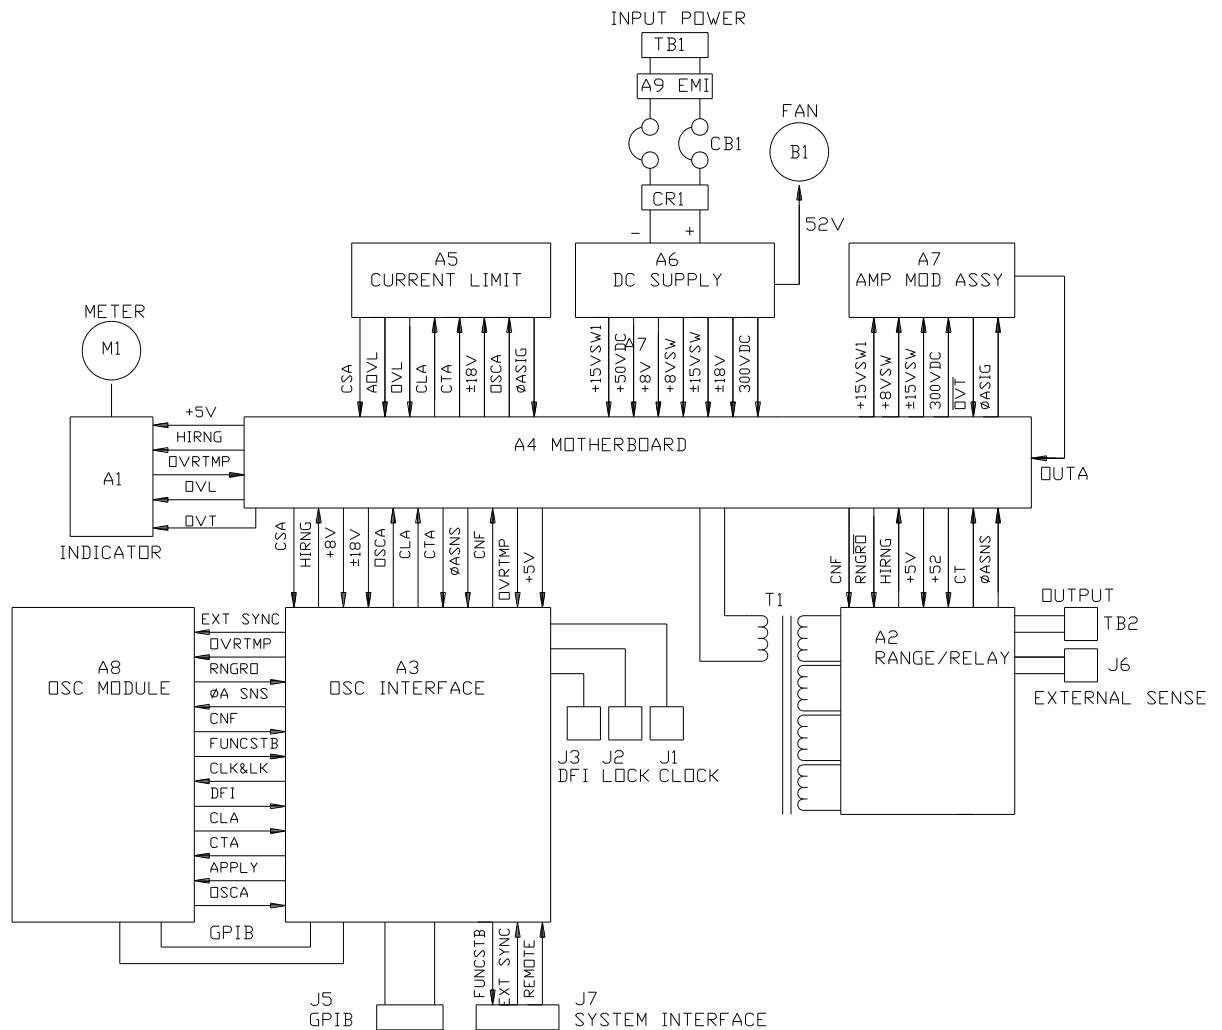 INPUT POWER
TB1
A9 EMI
CB1
CR1
- +
FAN
B1
52V
A5
CURRENT LIMIT
A6
DC SUPPLY
A7
AMP MOD ASSY
METER
M1
CSA
AOVL
OVL
CLA
CTA
±18V
OSCA
ØASIG
+15VSW1
+50VDC
+8V
+8VSW
±15VSW
±18V
300VDC
+15VSW1
+8VSW
±15VSW
300VDC
OVT
ØASIG
A4 MOTHERBOARD
OUTA
+5V
HIRNG
OVRTMP
OVL
OVT
A1
INDICATOR
CSA
HIRNG
+8V
±18V
OSCA
CLA
CTA
ØASNS
CNF
OVRTMP
+5V
CNF
RNGRO
HIRNG
+5V
+52
CT
ØASNS
T1
OUTPUT
TB2
A2
RANGE/RELAY
J6
EXTERNAL SENSE
A8
OSC MODULE
EXT SYNC
OVRTMP
RNGRO
ØA SNS
CNF
FUNCSTB
CLK&LK
DFI
CLA
CTA
APPLY
OSCA
A3
OSC INTERFACE
J3
DFI
J2
LOCK
J1
CLOCK
GPIB
FUNCSTB
EXT SYNC
REMOTE
J5
GPIB
J7
SYSTEM INTERFACE